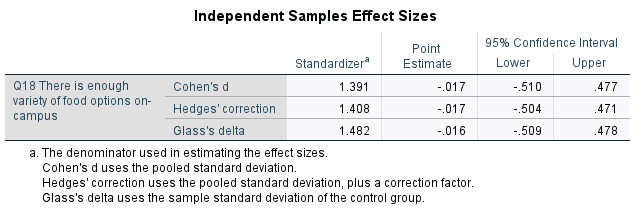 Independent Samples Effect Sizes
Point 95% Confidence Interval
Standardizerᵃ Estimate Lower Upper
Q18 There is enough variety of food options on-campus Cohen's d 1.391 -.017 -.510 .477
Hedges' correction 1.408 -.017 -.504 .471
Glass's delta 1.482 -.016 -.509 .478
a. The denominator used in estimating the effect sizes.
Cohen's d uses the pooled standard deviation.
Hedges' correction uses the pooled standard deviation, plus a correction factor.
Glass's delta uses the sample standard deviation of the control group.